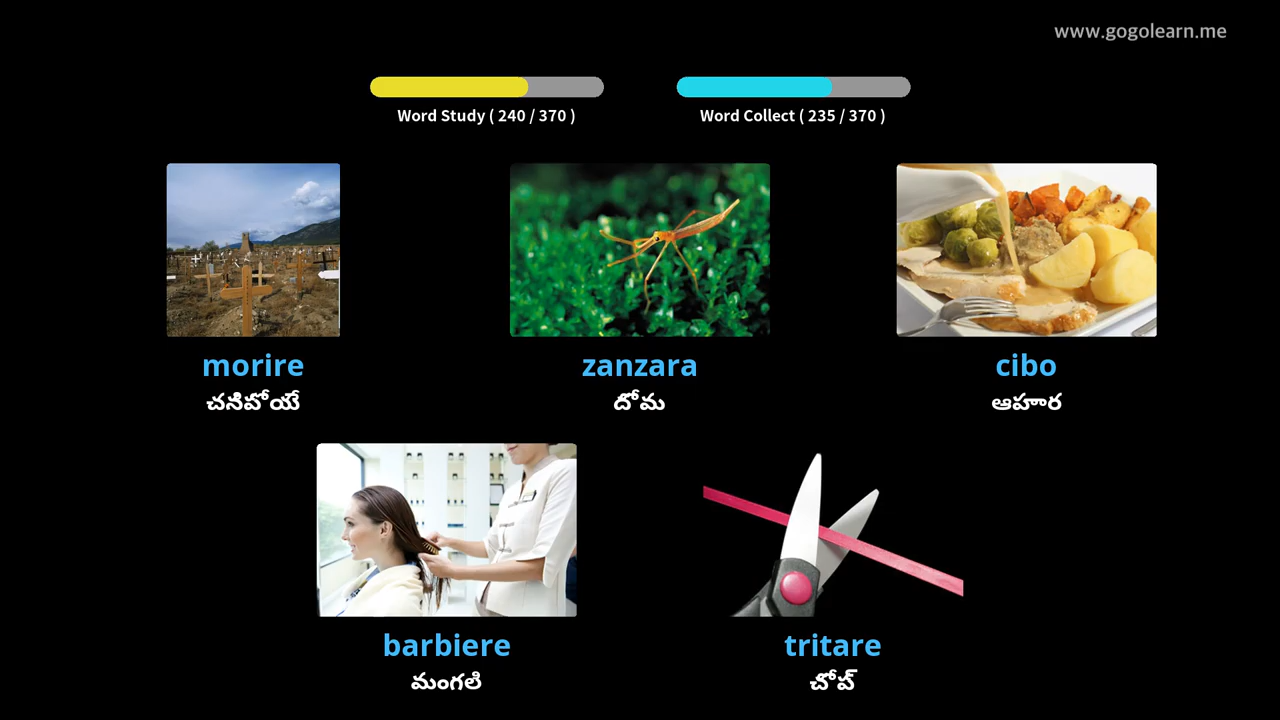 www.gogolearn.me
Word Study ( 240 / 370 )
Word Collect ( 235 / 370 )
morire
చనిపోయే
zanzara
దోమ
cibo
ఆహార
barbiere
మంగలి
tritare
చోప్